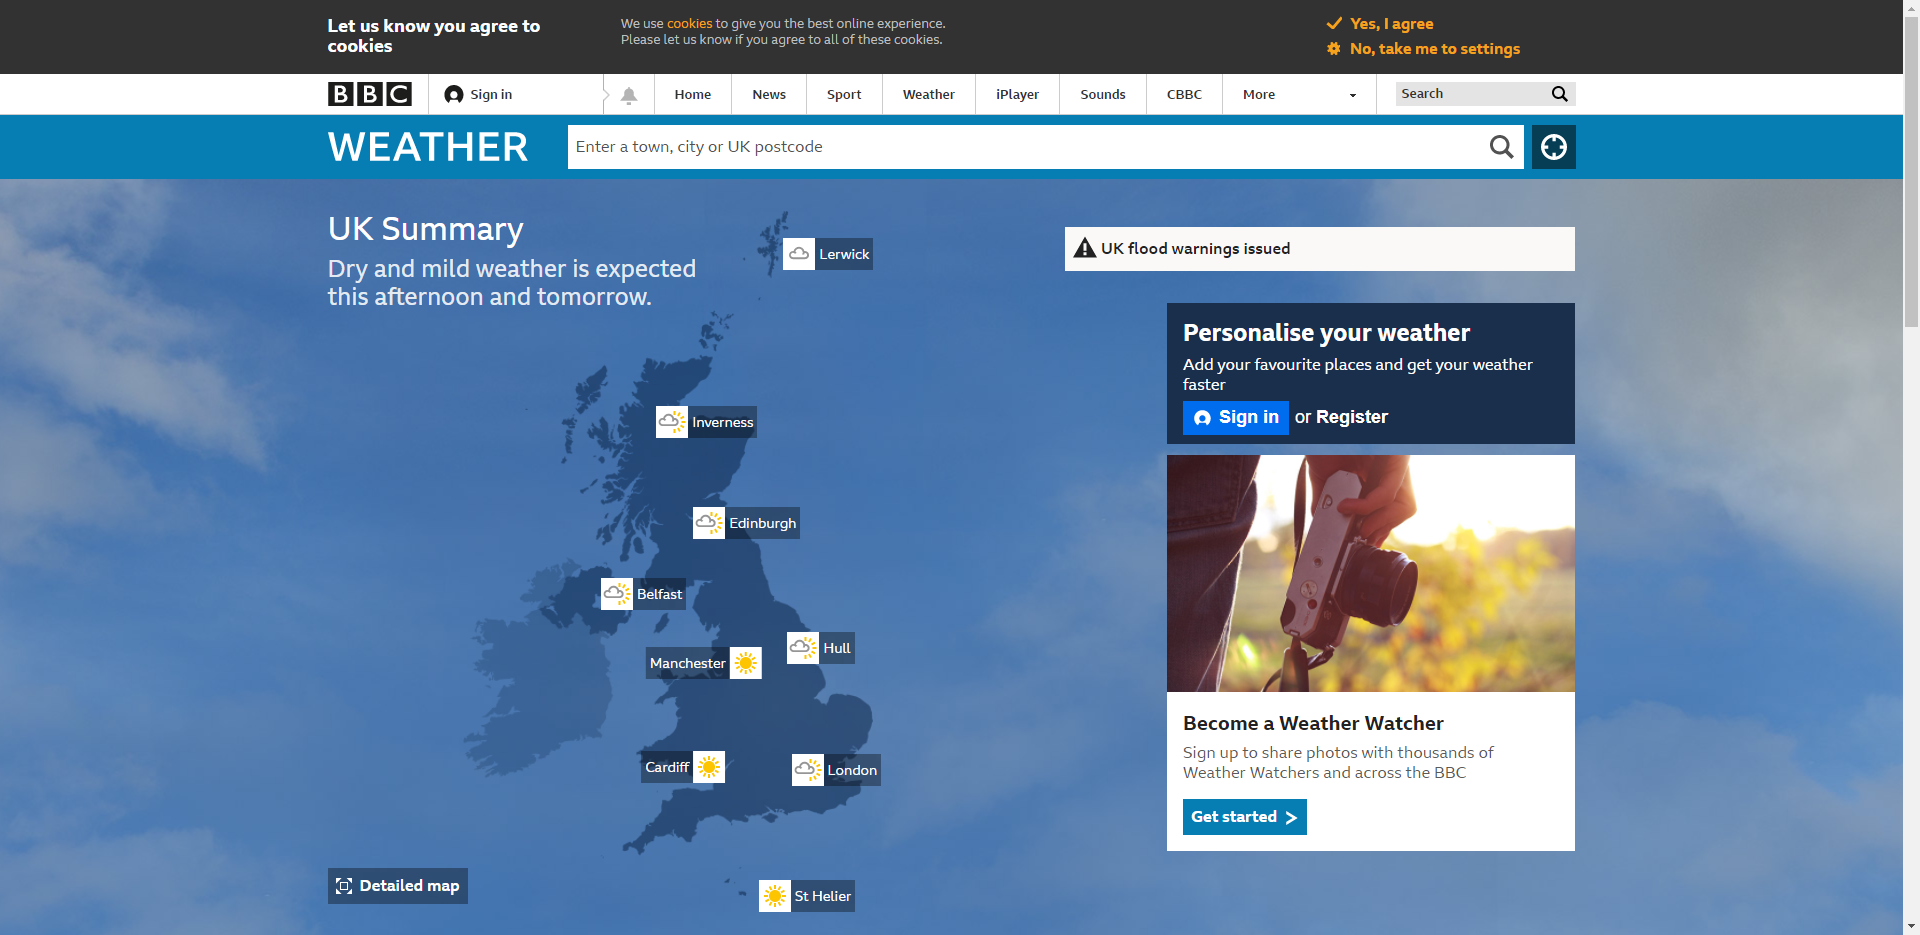 Let us know you agree to
cookies
We use cookies to give you the best online experience.
Please let us know if you agree to all of these cookies.
Yes, I agree
No, take me to settings
BBC
Sign in
Home
News
Sport
Weather
iPlayer
Sounds
CBBC
More
Search
WEATHER
Enter a town, city or UK postcode
UK Summary
Dry and mild weather is expected
this afternoon and tomorrow.
Lerwick
Inverness
Edinburgh
Belfast
Hull
Manchester
Cardiff
London
St Helier
Detailed map
UK flood warnings issued
Personalise your weather
Add your favourite places and get your weather
faster
Sign in or Register
Become a Weather Watcher
Sign up to share photos with thousands of
Weather Watchers and across the BBC
Get started